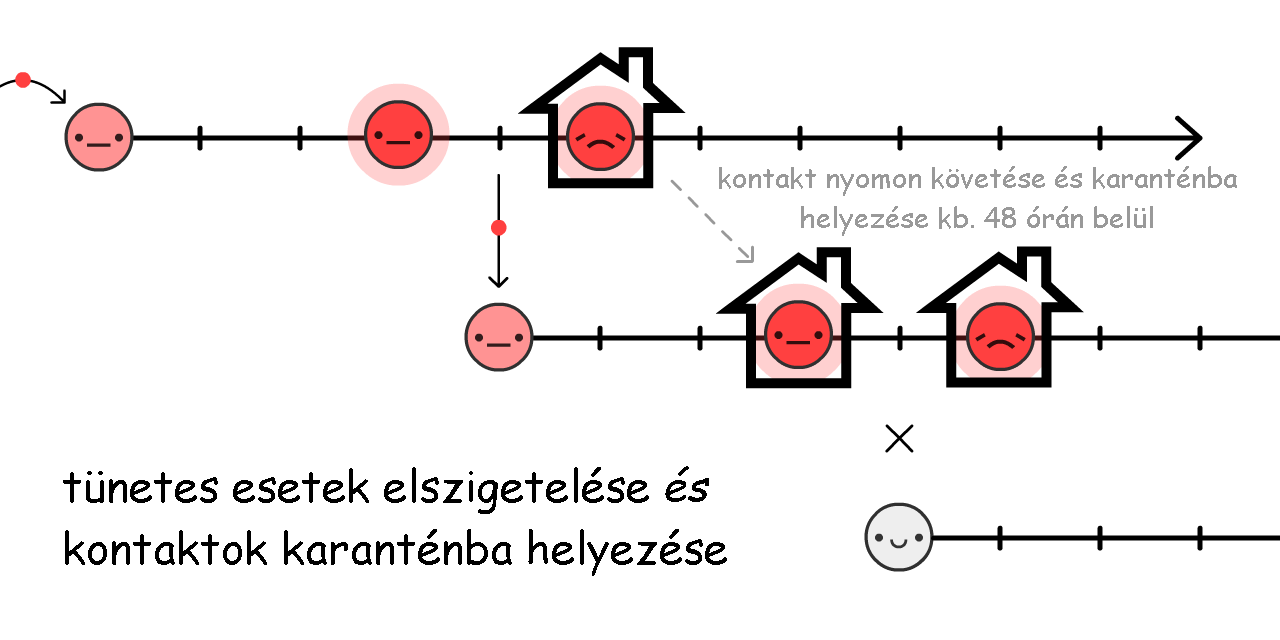 kontakt nyomon követése és karanténba
helyezése kb. 48 órán belül
tünetes esetek elszigetelése és
kontaktok karanténba helyezése